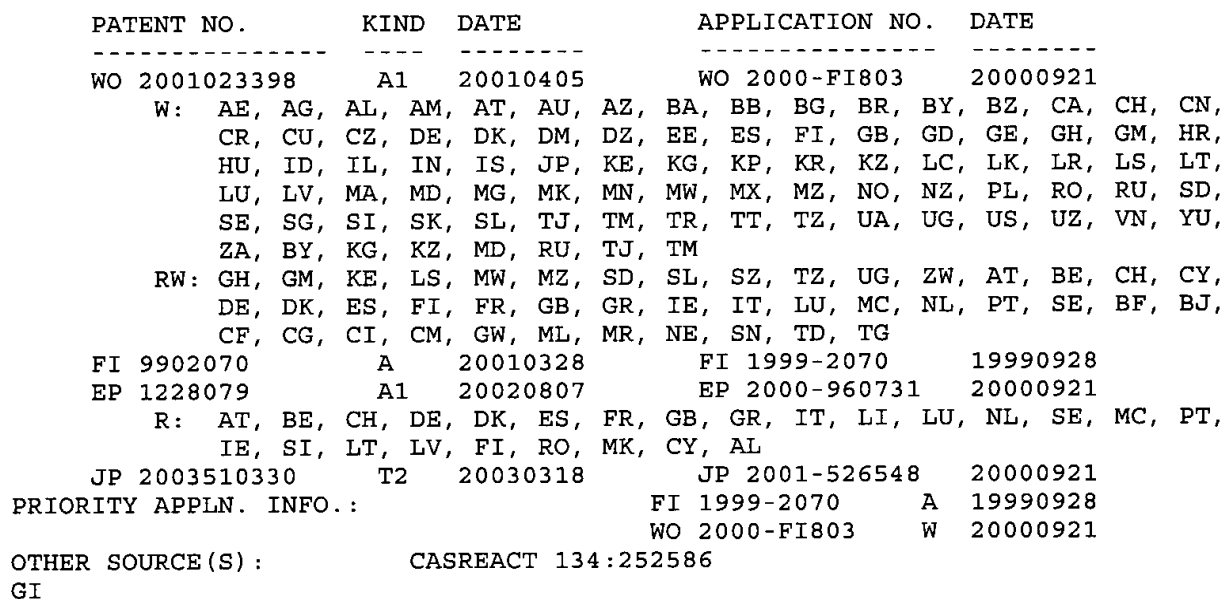 PATENT NO. KIND DATE APPLICATION NO. DATE
--------------- ---- -------- --------------- --------
WO 2001023398 A1 20010405 WO 2000-FI803 20000921
W: AE, AG, AL, AM, AT, AU, AZ, BA, BB, BG, BR, BY, BZ, CA, CH, CN,
CR, CU, CZ, DE, DK, DM, DZ, EE, ES, FI, GB, GD, GE, GH, GM, HR,
HU, ID, IL, IN, IS, JP, KE, KG, KP, KR, KZ, LC, LK, LR, LS, LT,
LU, LV, MA, MD, MG, MK, MN, MW, MX, MZ, NO, NZ, PL, RO, RU, SD,
SE, SG, SI, SK, SL, TJ, TM, TR, TT, TZ, UA, UG, US, UZ, VN, YU,
ZA, BY, KG, KZ, MD, RU, TJ, TM
RW: GH, GM, KE, LS, MW, MZ, SD, SL, SZ, TZ, UG, ZW, AT, BE, CH, CY,
DE, DK, ES, FI, FR, GB, GR, IE, IT, LU, MC, NL, PT, SE, BF, BJ,
CF, CG, CI, CM, GW, ML, MR, NE, SN, TD, TG
FI 9902070 A 20010328 FI 1999-2070 19990928
EP 1228079 A1 20020807 EP 2000-960731 20000921
R: AT, BE, CH, DE, DK, ES, FR, GB, GR, IT, LI, LU, NL, SE, MC, PT,
IE, SI, LT, LV, FI, RO, MK, CY, AL
JP 2003510330 T2 20030318 JP 2001-526548 20000921
PRIORITY APPLN. INFO.: FI 1999-2070 A 19990928
WO 2000-FI803 W 20000921
OTHER SOURCE(S): CASREACT 134:252586
GI